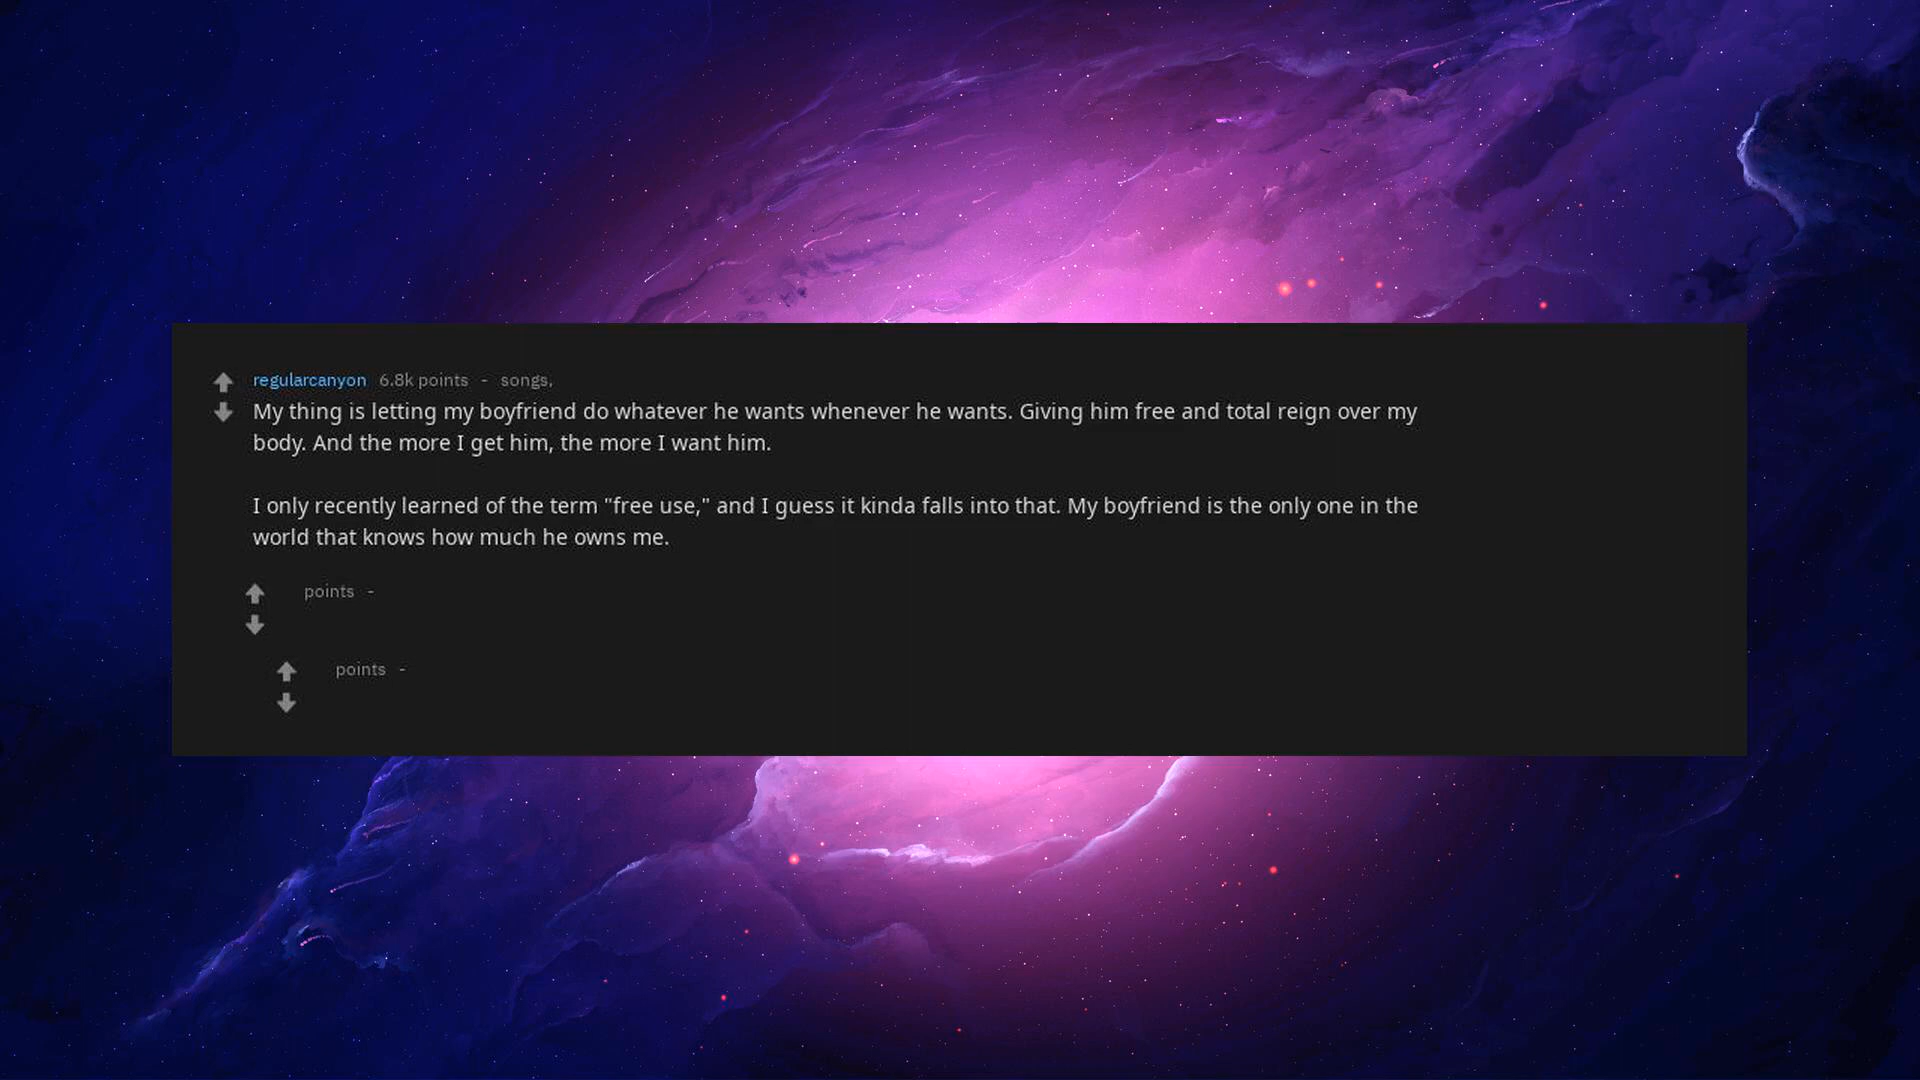 regularcanyon 6.8k points - songs,
My thing is letting my boyfriend do whatever he wants whenever he wants. Giving him free and total reign over my
body. And the more I get him, the more I want him.
I only recently learned of the term "free use," and I guess it kinda falls into that. My boyfriend is the only one in the
world that knows how much he owns me.
points -
points -